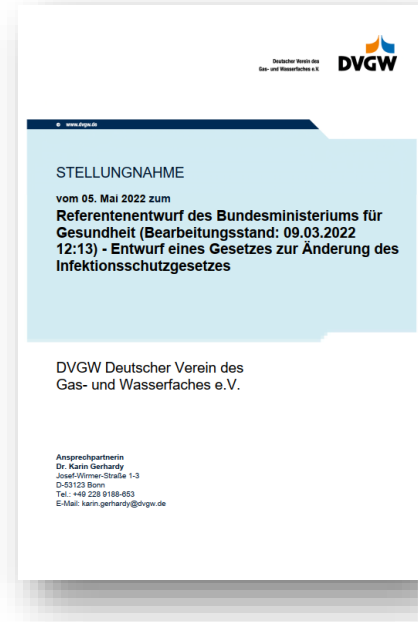 Deutscher Verein des
Gas- und Wasserfaches e.V.
DVGW
www.dvgw.de
STELLUNGNAHME
vom 05. Mai 2022 zum
Referentenentwurf des Bundesministeriums für
Gesundheit (Bearbeitungsstand: 09.03.2022
12:13) - Entwurf eines Gesetzes zur Änderung des
Infektionsschutzgesetzes
DVGW Deutscher Verein des
Gas- und Wasserfaches e.V.
Ansprechpartnerin
Dr. Karin Gerhardy
Josef-Wirmer-Straße 1-3
D-53123 Bonn
Tel.: +49 228 9188-653
E-Mail: karin.gerhardy@dvgw.de